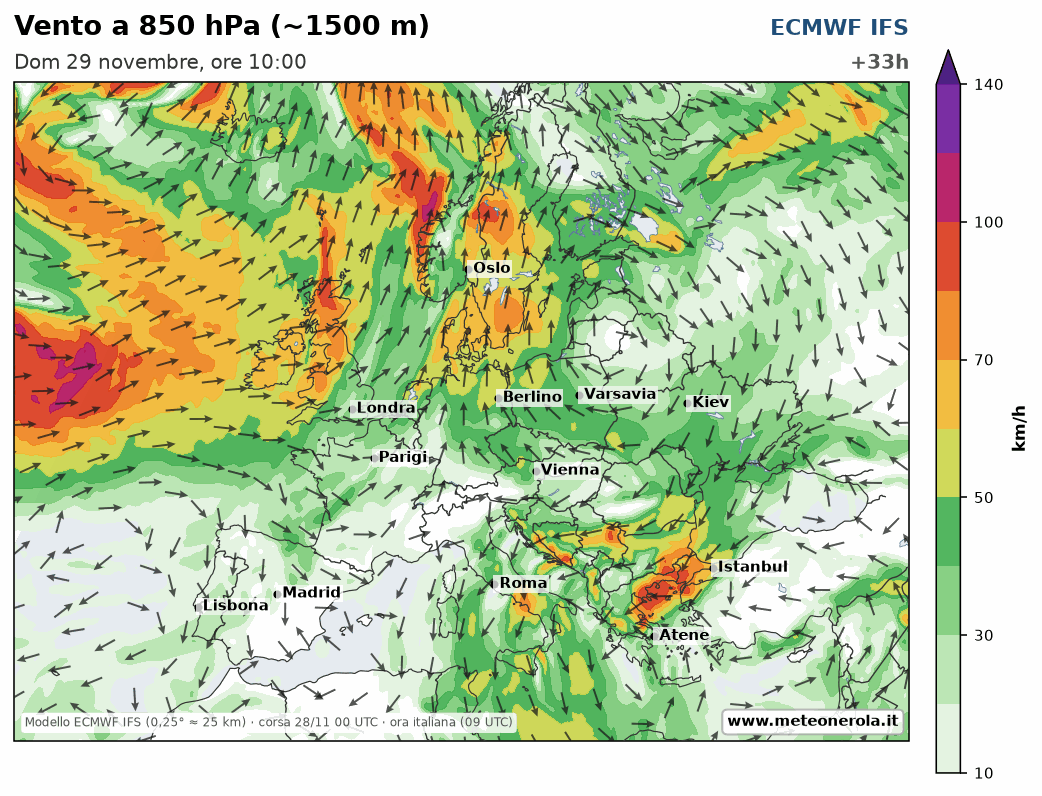 Vento a 850 hPa (~1500 m)
ECMWF IFS
Dom 29 novembre, ore 10:00
+33h
140
100
70
50
30
10
km/h
Oslo
Londra
Berlino
Varsavia
Kiev
Parigi
Vienna
Roma
Istanbul
Madrid
Lisbona
Atene
Modello ECMWF IFS (0,25° ≈ 25 km) · corsa 28/11 00 UTC · ora italiana (09 UTC)
www.meteonerola.it